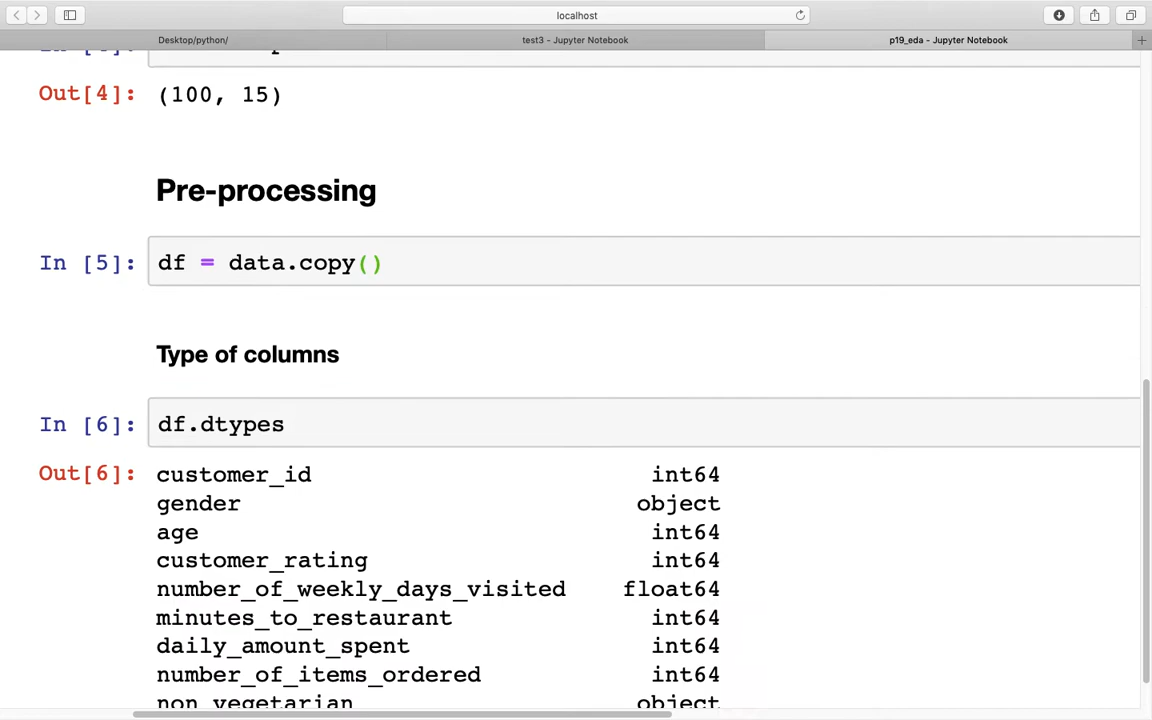 localhost
Desktop/python/
test3 - Jupyter Notebook
p19_eda - Jupyter Notebook
Out[4]: (100, 15)
Pre-processing
In [5]: df = data.copy()
Type of columns
In [6]: df.dtypes
Out[6]: customer_id int64
gender object
age int64
customer_rating int64
number_of_weekly_days_visited float64
minutes_to_restaurant int64
daily_amount_spent int64
number_of_items_ordered int64
non_vegetarian object